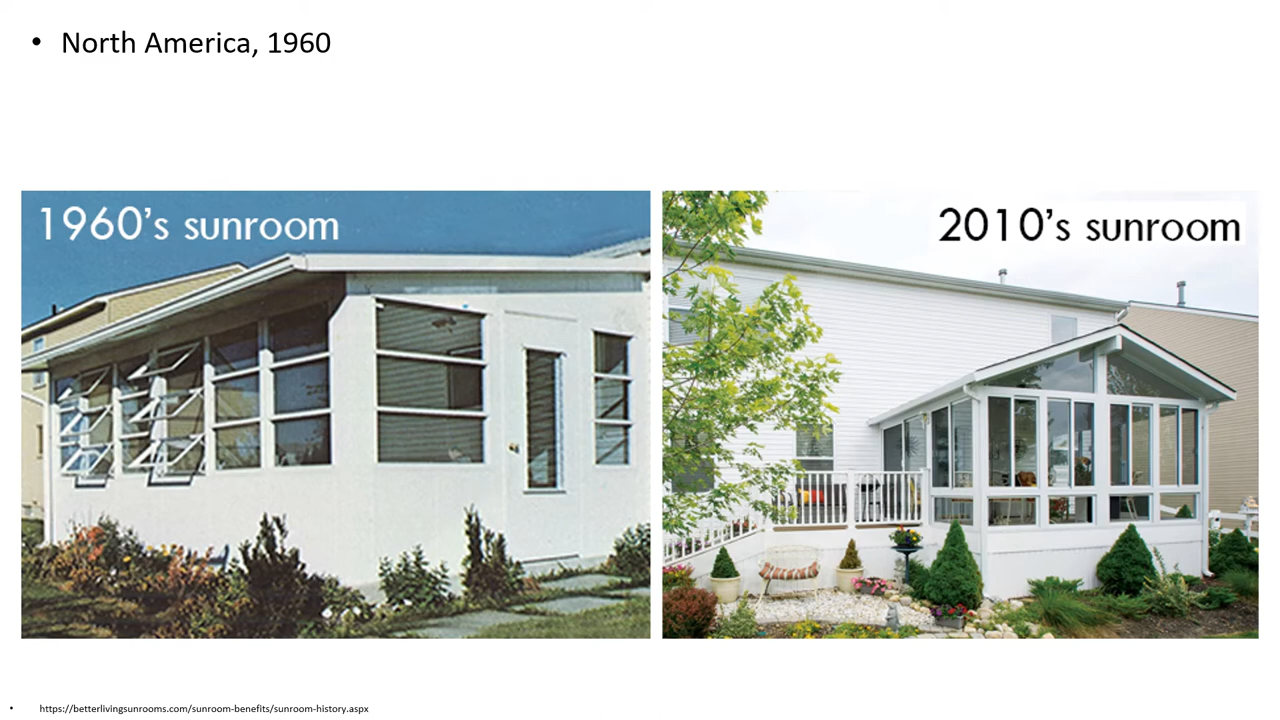 • North America, 1960
1960's sunroom
2010's sunroom
• https://betterlivingsunrooms.com/sunroom-benefits/sunroom-history.aspx